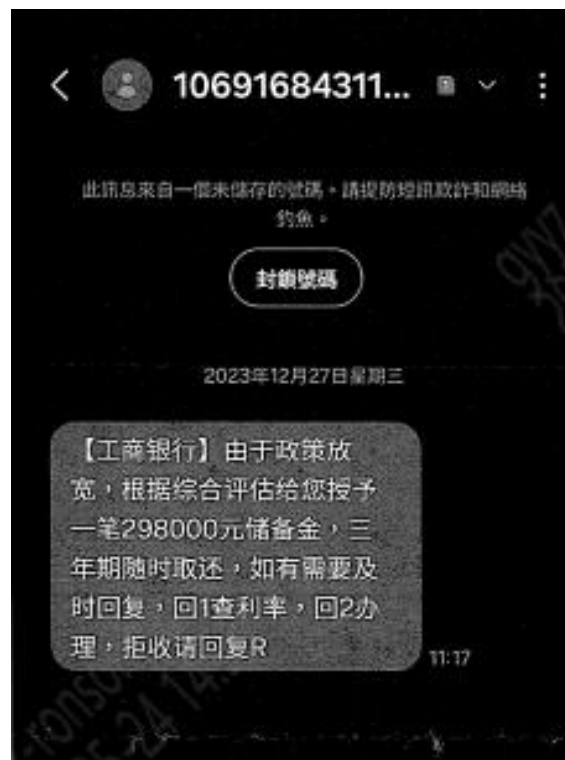 10691684311...
此訊息來自一個未儲存的號碼。請提防短訊欺詐和網絡
釣魚。
封鎖號碼
2023年12月27日星期三
【工商银行】由于政策放
宽，根据综合评估给您授予
一笔298000元储备金，三
年期随时取还，如有需要及
时回复，回1查利率，回2办
理，拒收请回复R
11:17